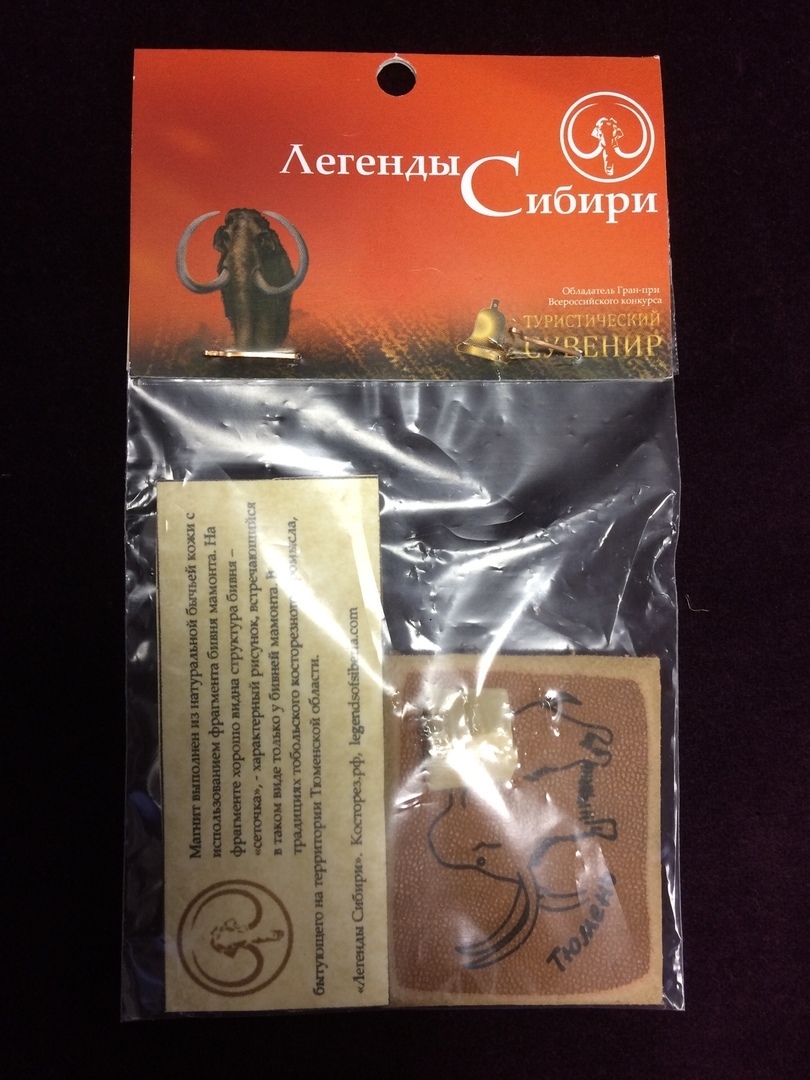 Легенды
Сибири
Обладатель Гран-при
Всероссийского конкурса
ТУРИСТИЧЕСКИЙ
СУВЕНИР
Магнит выполнен из натуральной бычьей кожи с
использованием фрагмента бивня мамонта. На
фрагменте хорошо видна структура бивня –
«сеточка», - характерный рисунок, встречающийся
в таком виде только у бивней мамонта. В
традициях тобольского косторезного промысла,
бытующего на территории Тюменской области.
«Легенды Сибири». Косторез.рф, legendsofsiberia.com
Тюмень